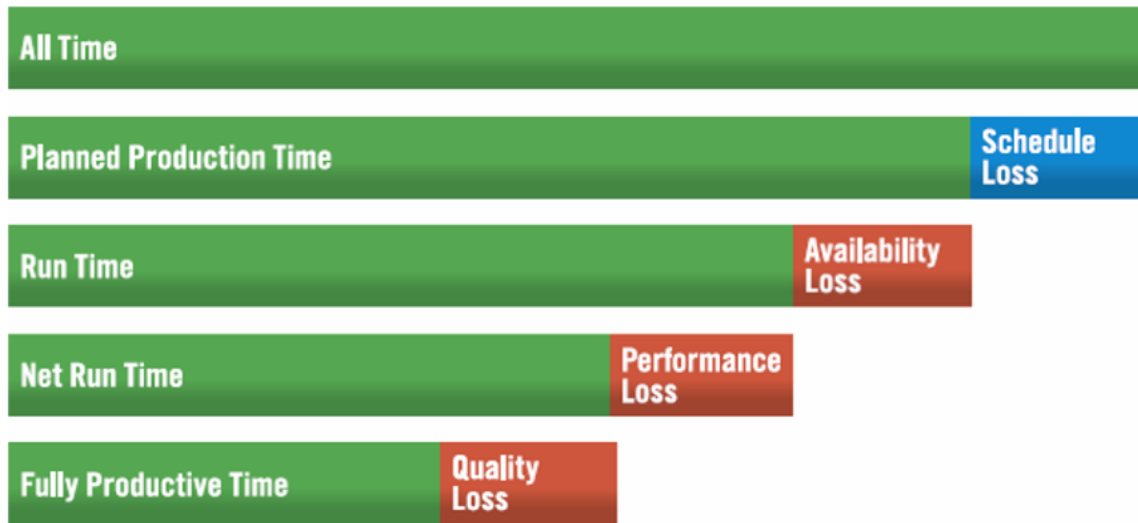 All Time
Planned Production Time
Schedule
Loss
Run Time
Availability
Loss
Net Run Time
Performance
Loss
Fully Productive Time
Quality
Loss